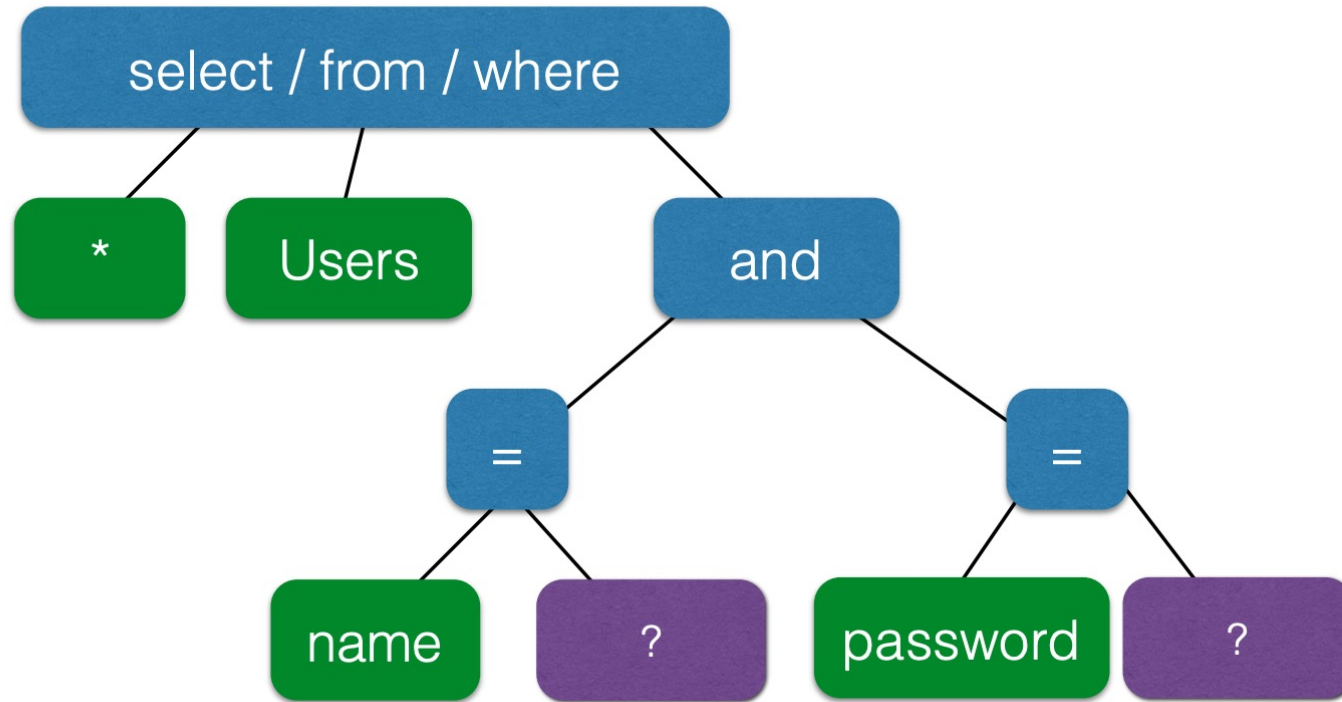 select / from / where
*
Users
and
=
=
name
?
password
?